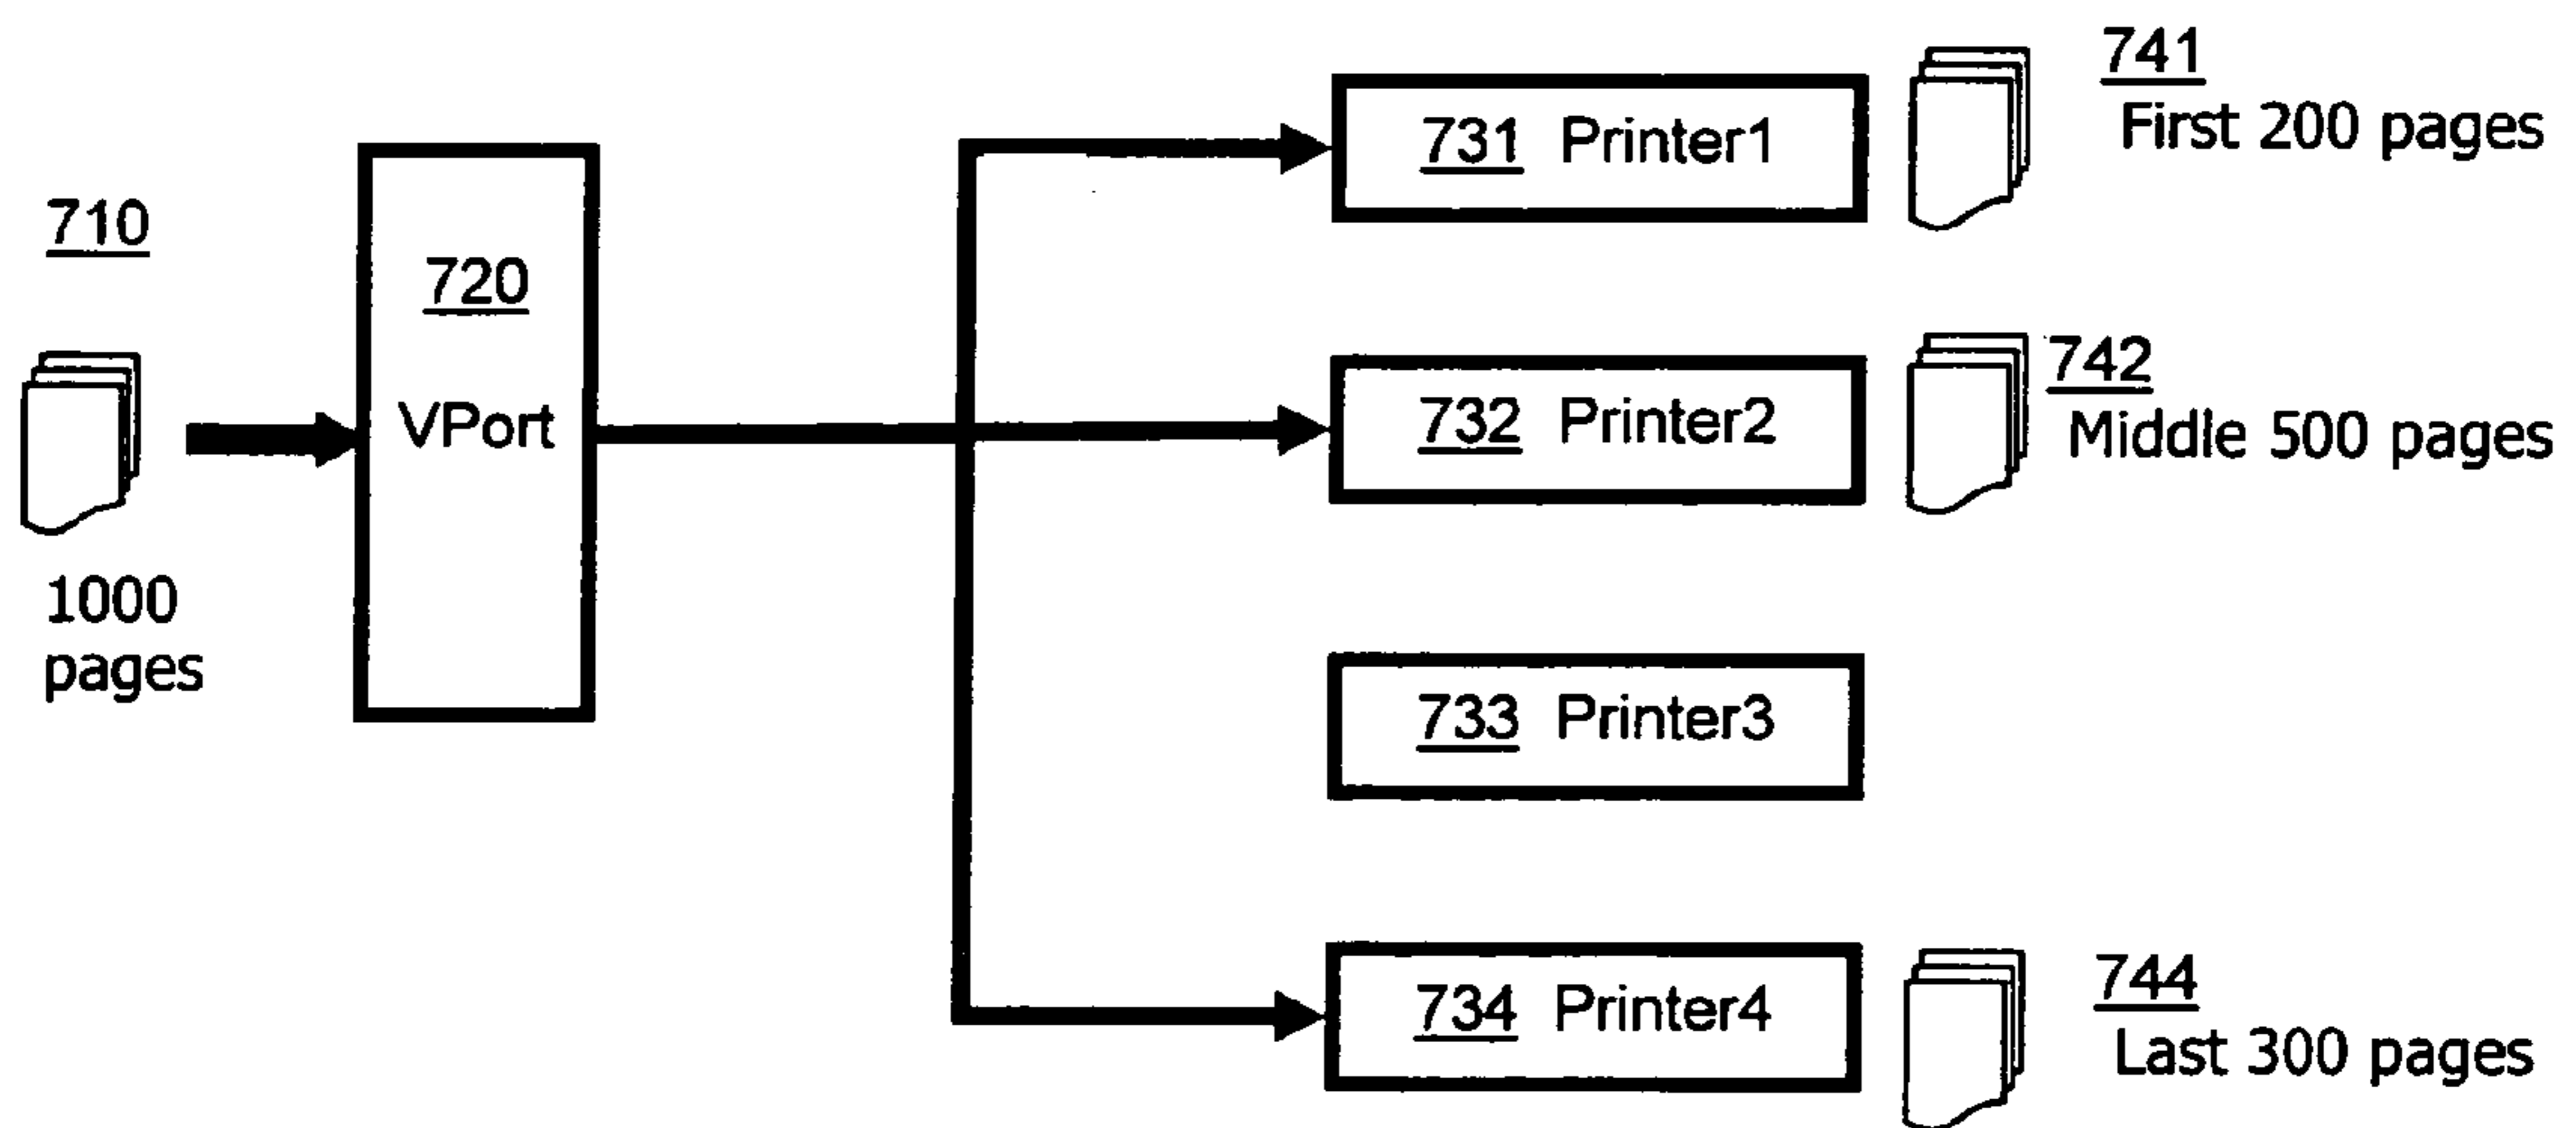 710
1000
pages
720
VPort
731 Printer1
741
First 200 pages
732 Printer2
742
Middle 500 pages
733 Printer3
734 Printer4
744
Last 300 pages